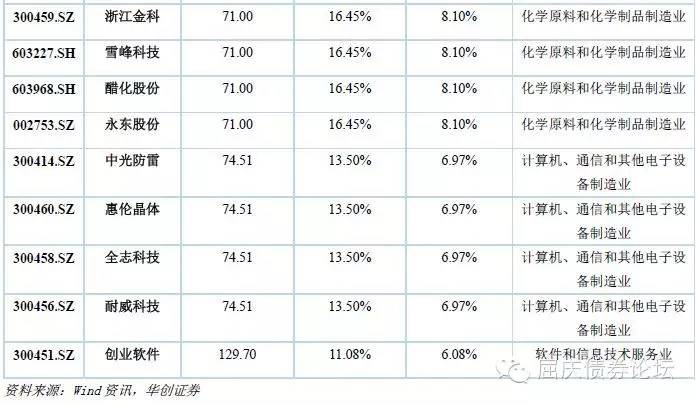 300459.SZ 浙江金科 71.00 16.45% 8.10% 化学原料和化学制品制造业
603227.SH 雪峰科技 71.00 16.45% 8.10% 化学原料和化学制品制造业
603968.SH 醋化股份 71.00 16.45% 8.10% 化学原料和化学制品制造业
002753.SZ 永东股份 71.00 16.45% 8.10% 化学原料和化学制品制造业
300414.SZ 中光防雷 74.51 13.50% 6.97% 计算机、通信和其他电子设
备制造业
300460.SZ 惠伦晶体 74.51 13.50% 6.97% 计算机、通信和其他电子设
备制造业
300458.SZ 全志科技 74.51 13.50% 6.97% 计算机、通信和其他电子设
备制造业
300456.SZ 耐威科技 74.51 13.50% 6.97% 计算机、通信和其他电子设
备制造业
300451.SZ 创业软件 129.70 11.08% 6.08% 软件和信息技术服务业
资料来源：Wind 资讯，华创证券
屈庆债券论坛